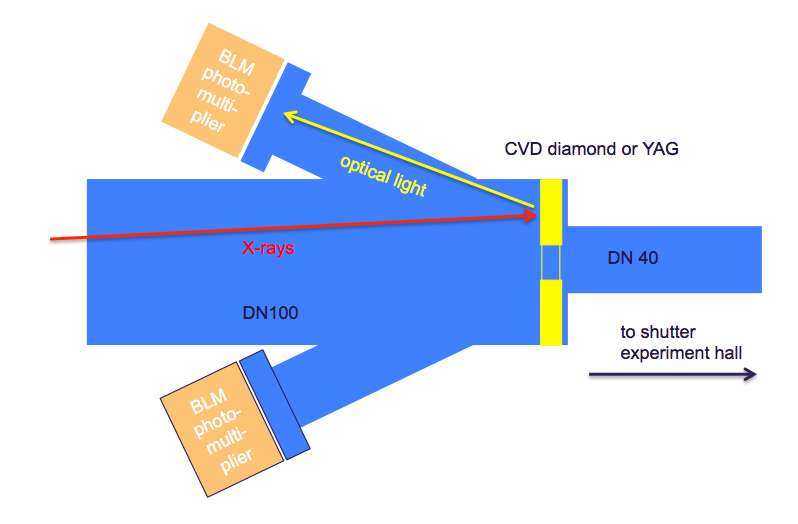 BLM
photo-
multi-
plier
optical light
CVD diamond or YAG
X-rays
DN 40
DN100
to shutter
experiment hall
BLM
photo-
multi-
plier